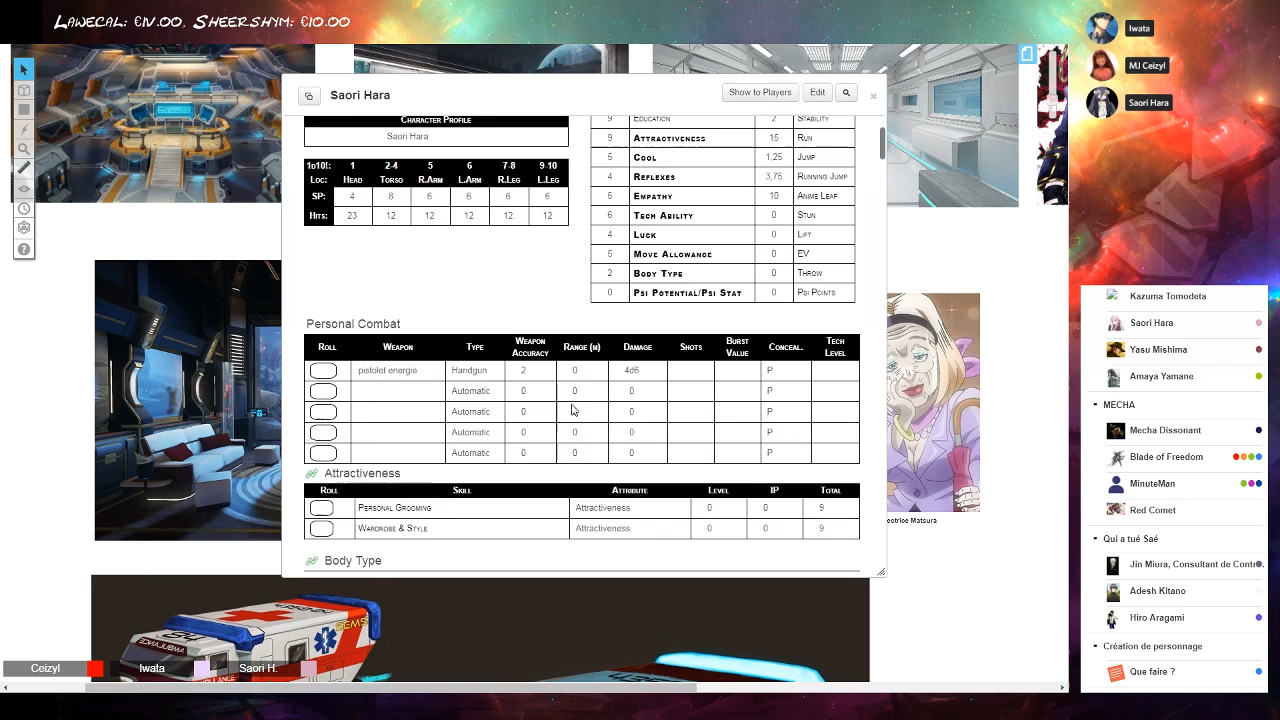 Lawecal: €IV.00, Sheershym: €IO.00
Iwata
MJ Ceizyl
Saori Hara
Saori Hara
Show to Players
Edit
Character Profile
Saori Hara
1D10!: 1 2-4 5 6 7-8 9-10
Loc: Head Torso R.Arm L.Arm R.Leg L.Leg
SP: 4 8 6 6 6 6
Hits: 23 12 12 12 12 12
9 Education 2 Stability
9 Attractiveness 15 Run
5 Cool 1,25 Jump
4 Reflexes 3,75 Running Jump
5 Empathy 10 Anime Leap
6 Tech Ability 0 Stun
4 Luck 0 Lift
5 Move Allowance 0 EV
2 Body Type 0 Throw
0 Psi Potential/Psi Stat 0 Psi Points
Personal Combat
Roll Weapon Type Weapon Accuracy Range (m) Damage Shots Burst Value Conceal. Tech Level
pistolet energie Handgun 2 0 4d6 P
Automatic 0 0 0 P
Automatic 0 0 0 P
Automatic 0 0 0 P
Automatic 0 0 0 P
Attractiveness
Roll Skill Attribute Level IP Total
Personal Grooming Attractiveness 0 0 9
Wardrobe & Style Attractiveness 0 0 9
Body Type
Kazuma Tomodeta
Saori Hara
Yasu Mishima
Amaya Yamane
MECHA
Mecha Dissonant
Blade of Freedom
MinuteMan
Red Comet
Qui a tué Saé
Jin Miura, Consultant de Contr
Adesh Kitano
Hiro Aragami
Création de personnage
Que faire ?
ectrice Matsura
GEMS
Ceizyl
Iwata
Saori H.